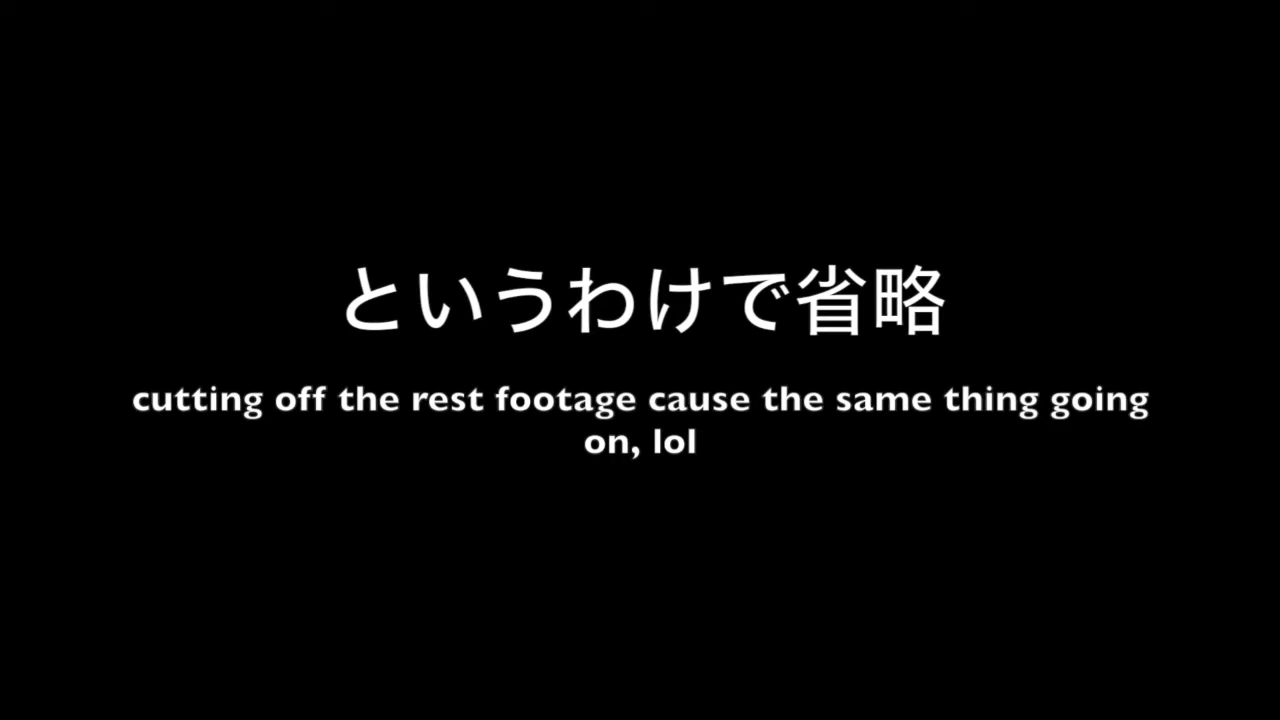 というわけで省略
cutting off the rest footage cause the same thing going
on, lol